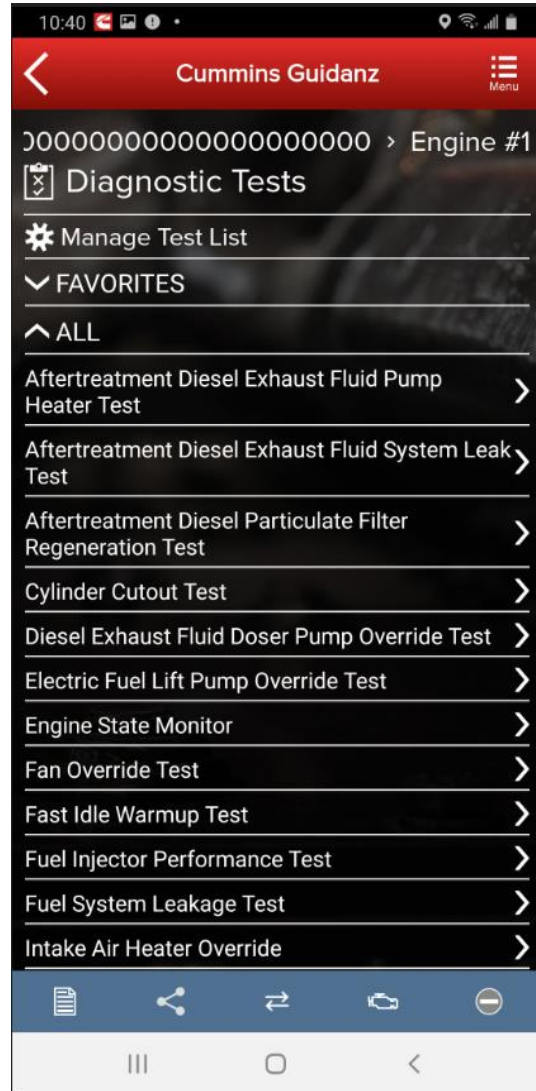 10:40
Cummins Guidanz
Menu
00000000000000000000000 > Engine #1
Diagnostic Tests
Manage Test List
FAVORITES
ALL
Aftertreatment Diesel Exhaust Fluid Pump
Heater Test
Aftertreatment Diesel Exhaust Fluid System Leak
Test
Aftertreatment Diesel Particulate Filter
Regeneration Test
Cylinder Cutout Test
Diesel Exhaust Fluid Doser Pump Override Test
Electric Fuel Lift Pump Override Test
Engine State Monitor
Fan Override Test
Fast Idle Warmup Test
Fuel Injector Performance Test
Fuel System Leakage Test
Intake Air Heater Override